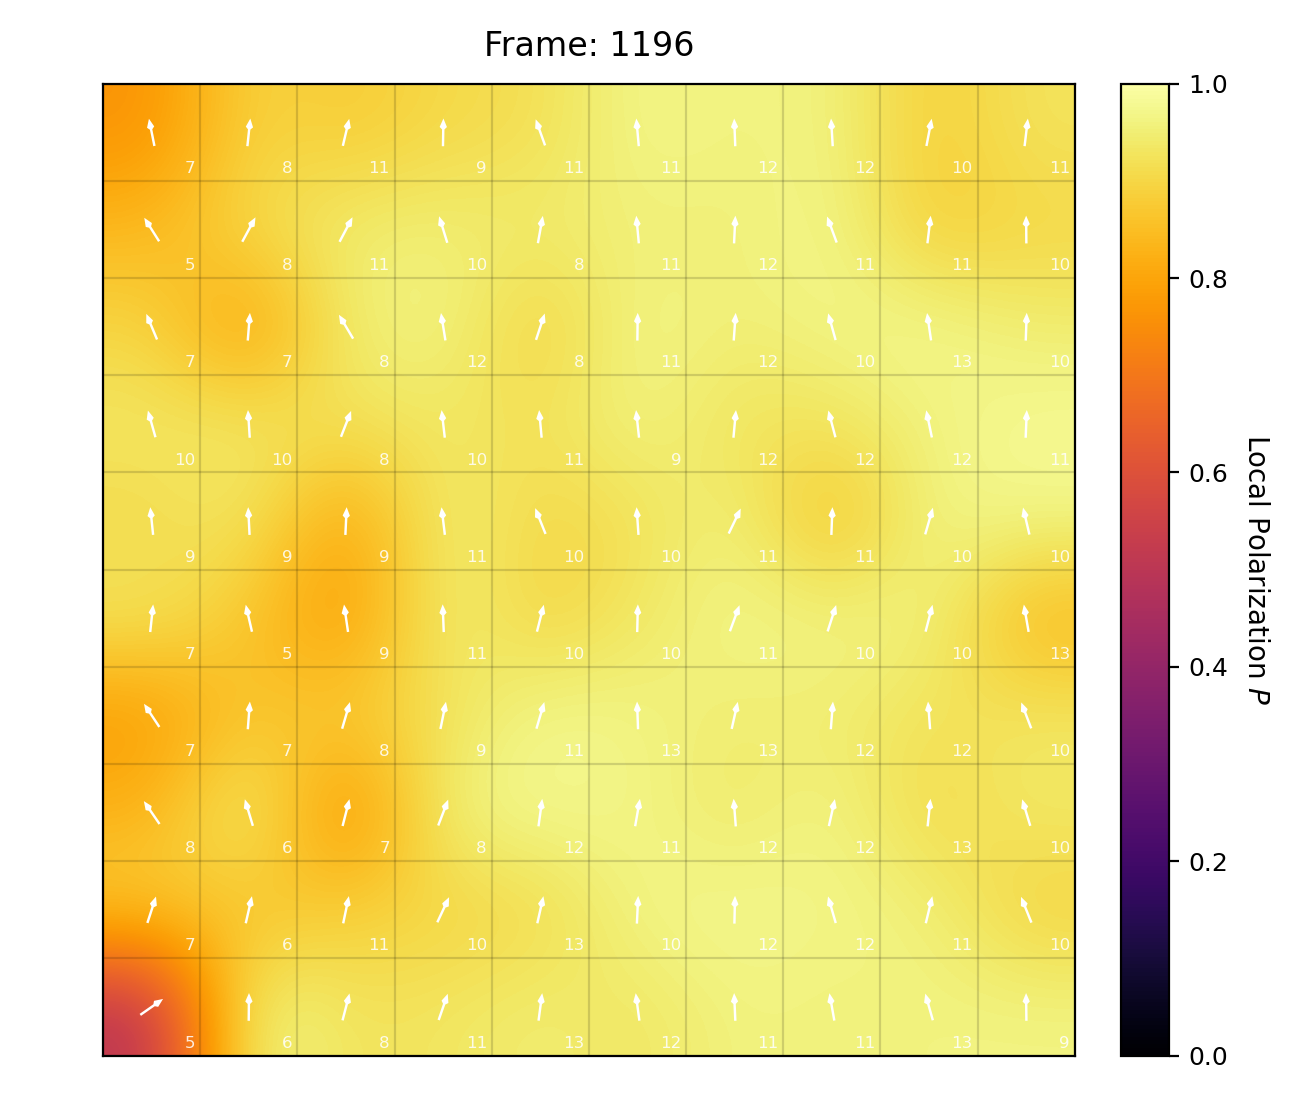 Frame: 1196
7 8 11 9 11 11 12 12 10 11
5 8 11 10 8 11 12 11 11 10
7 7 8 12 8 11 12 10 13 10
10 10 8 10 11 9 12 12 12 11
9 9 9 11 10 10 11 11 10 10
7 5 9 11 10 10 11 10 10 13
7 7 8 9 11 13 13 12 12 10
8 6 7 8 12 11 12 12 13 10
7 6 11 10 13 10 12 12 11 10
5 6 8 11 13 12 11 11 13 9
1.0
0.8
0.6
0.4
0.2
0.0
Local Polarization P